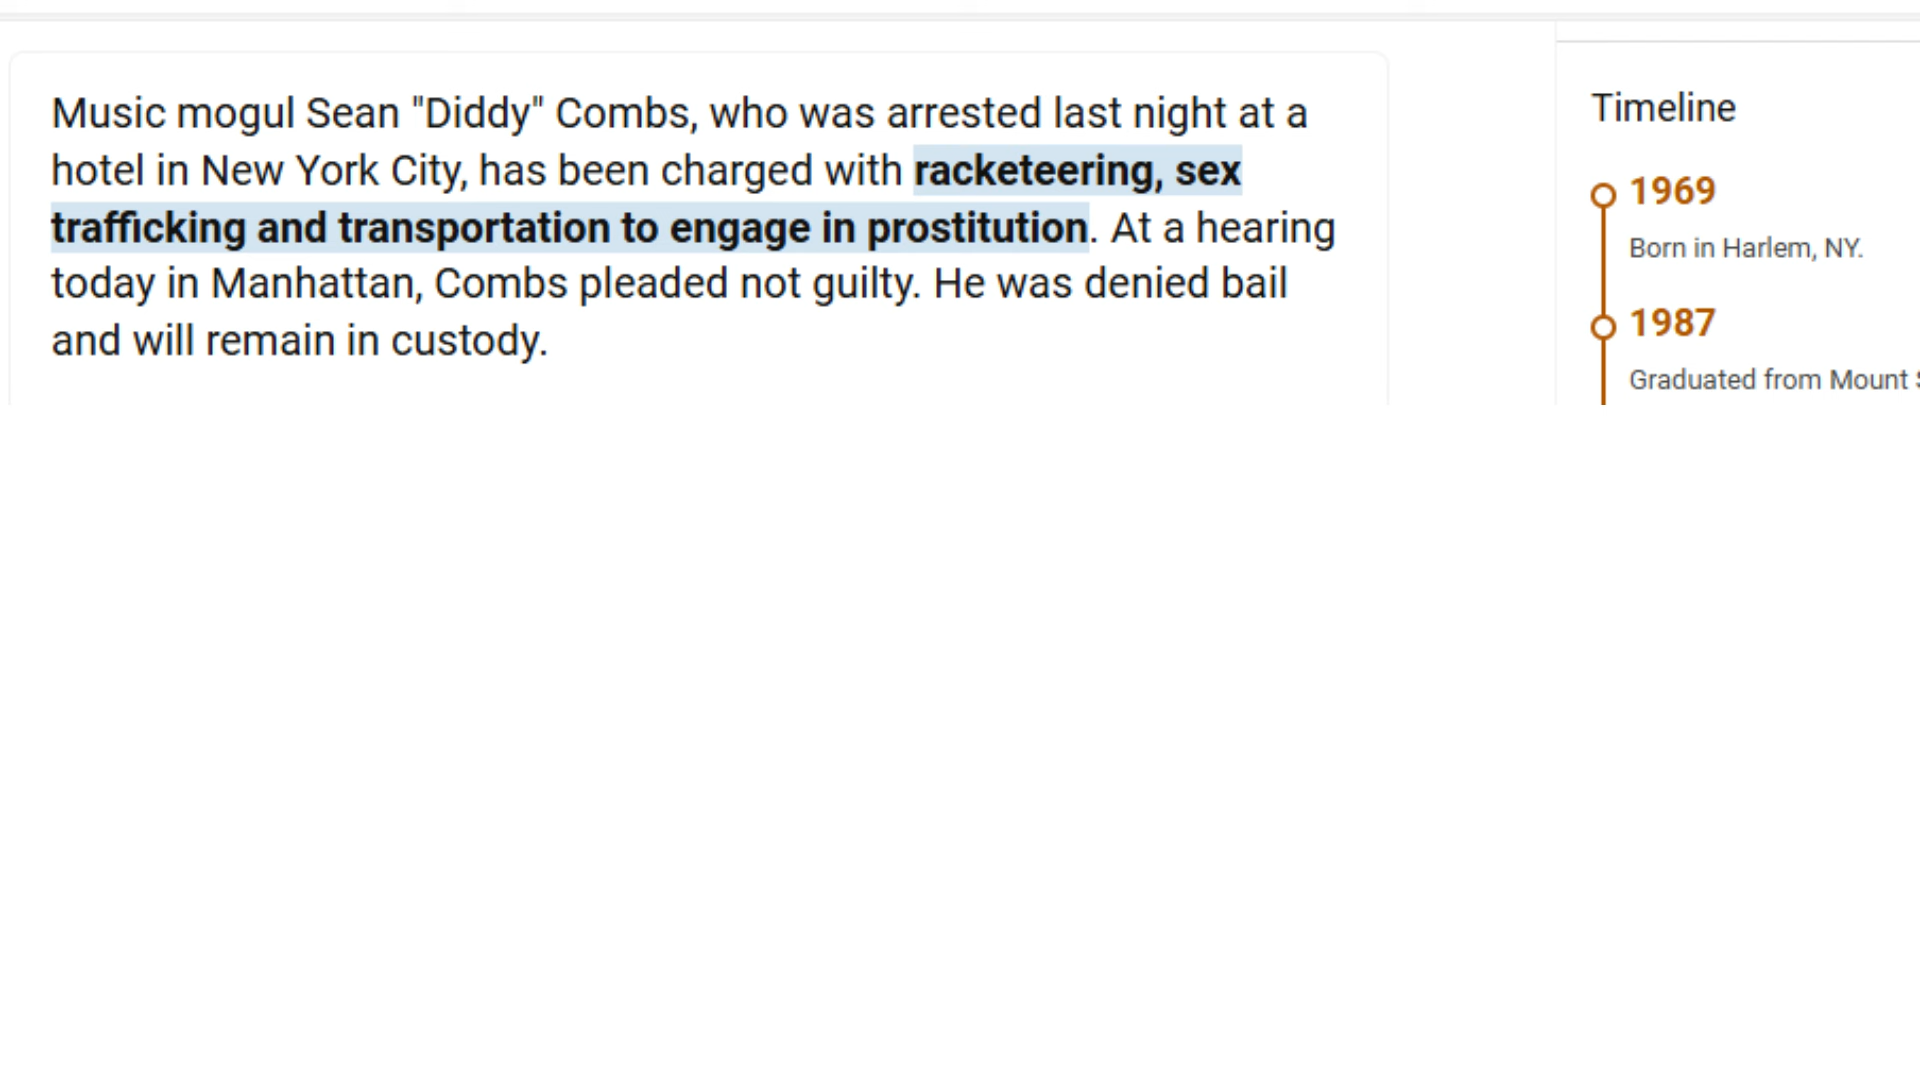 Music mogul Sean "Diddy" Combs, who was arrested last night at a
hotel in New York City, has been charged with racketeering, sex
trafficking and transportation to engage in prostitution. At a hearing
today in Manhattan, Combs pleaded not guilty. He was denied bail
and will remain in custody.
Timeline
1969
Born in Harlem, NY.
1987
Graduated from Mount